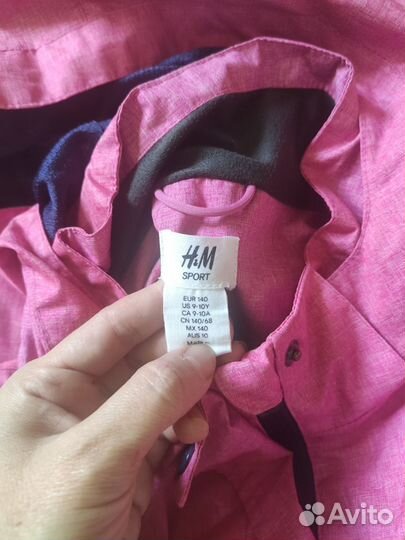 H&M
SPORT
EUR 140
US 9-10Y
CA 9-10A
CN 140/68
MX 140
AUS 10
Avito